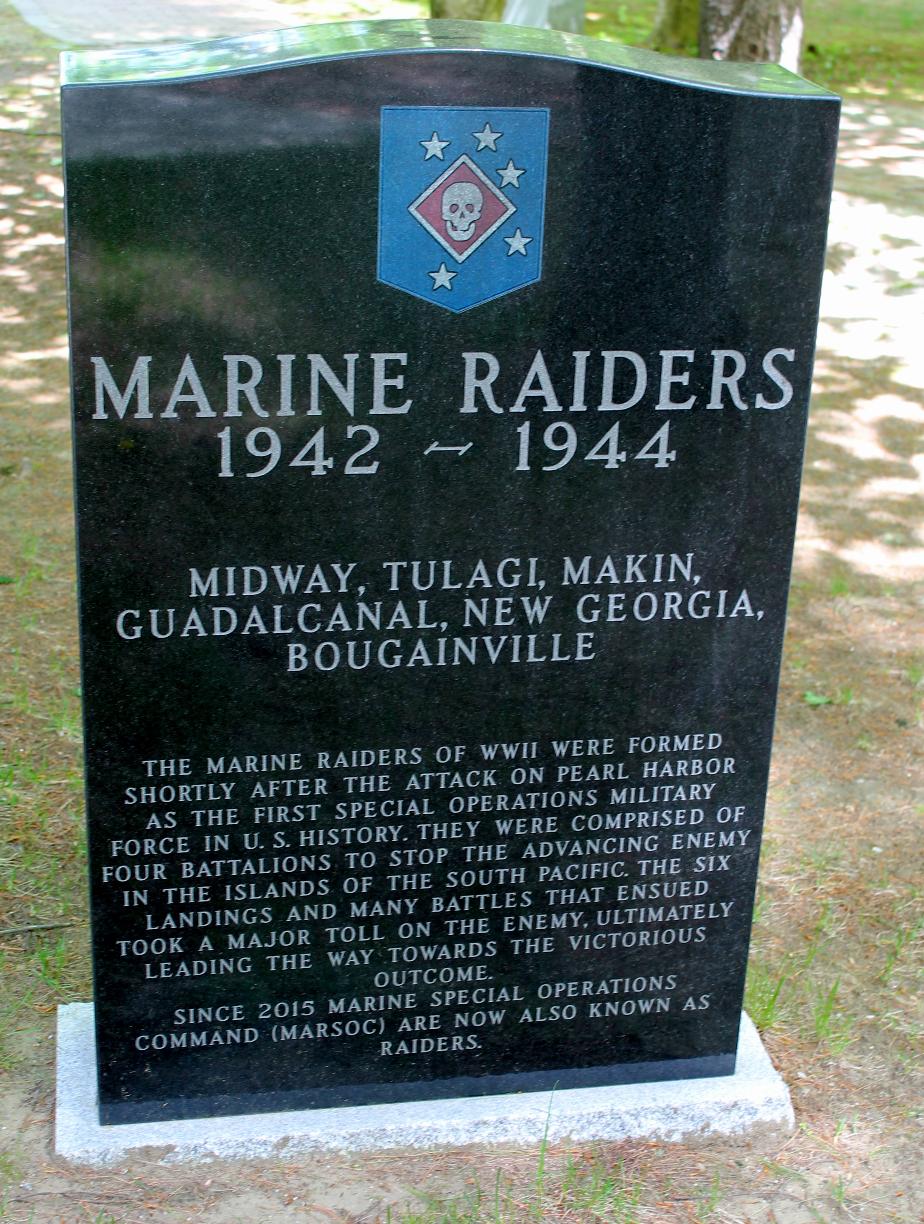 MARINE RAIDERS
1942 ~ 1944
MIDWAY, TULAGI, MAKIN,
GUADALCANAL, NEW GEORGIA,
BOUGAINVILLE
THE MARINE RAIDERS OF WWII WERE FORMED
SHORTLY AFTER THE ATTACK ON PEARL HARBOR
AS THE FIRST SPECIAL OPERATIONS MILITARY
FORCE IN U.S. HISTORY. THEY WERE COMPRISED OF
FOUR BATTALIONS TO STOP THE ADVANCING ENEMY
IN THE ISLANDS OF THE SOUTH PACIFIC. THE SIX
LANDINGS AND MANY BATTLES THAT ENSUED
TOOK A MAJOR TOLL ON THE ENEMY, ULTIMATELY
LEADING THE WAY TOWARDS THE VICTORIOUS
OUTCOME.
SINCE 2015 MARINE SPECIAL OPERATIONS
COMMAND (MARSOC) ARE NOW ALSO KNOWN AS
RAIDERS.